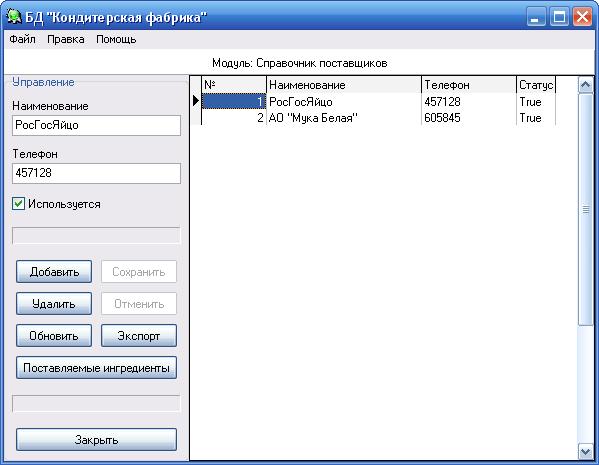 БД "Кондитерская фабрика"
Файл Правка Помощь
Модуль: Справочник поставщиков
Управление
Наименование
РосГосЯйцо
Телефон
457128
Используется
Добавить Сохранить
Удалить Отменить
Обновить Экспорт
Поставляемые ингредиенты
Закрыть
№ Наименование Телефон Статус
1 РосГосЯйцо 457128 True
2 АО "Мука Белая" 605845 True